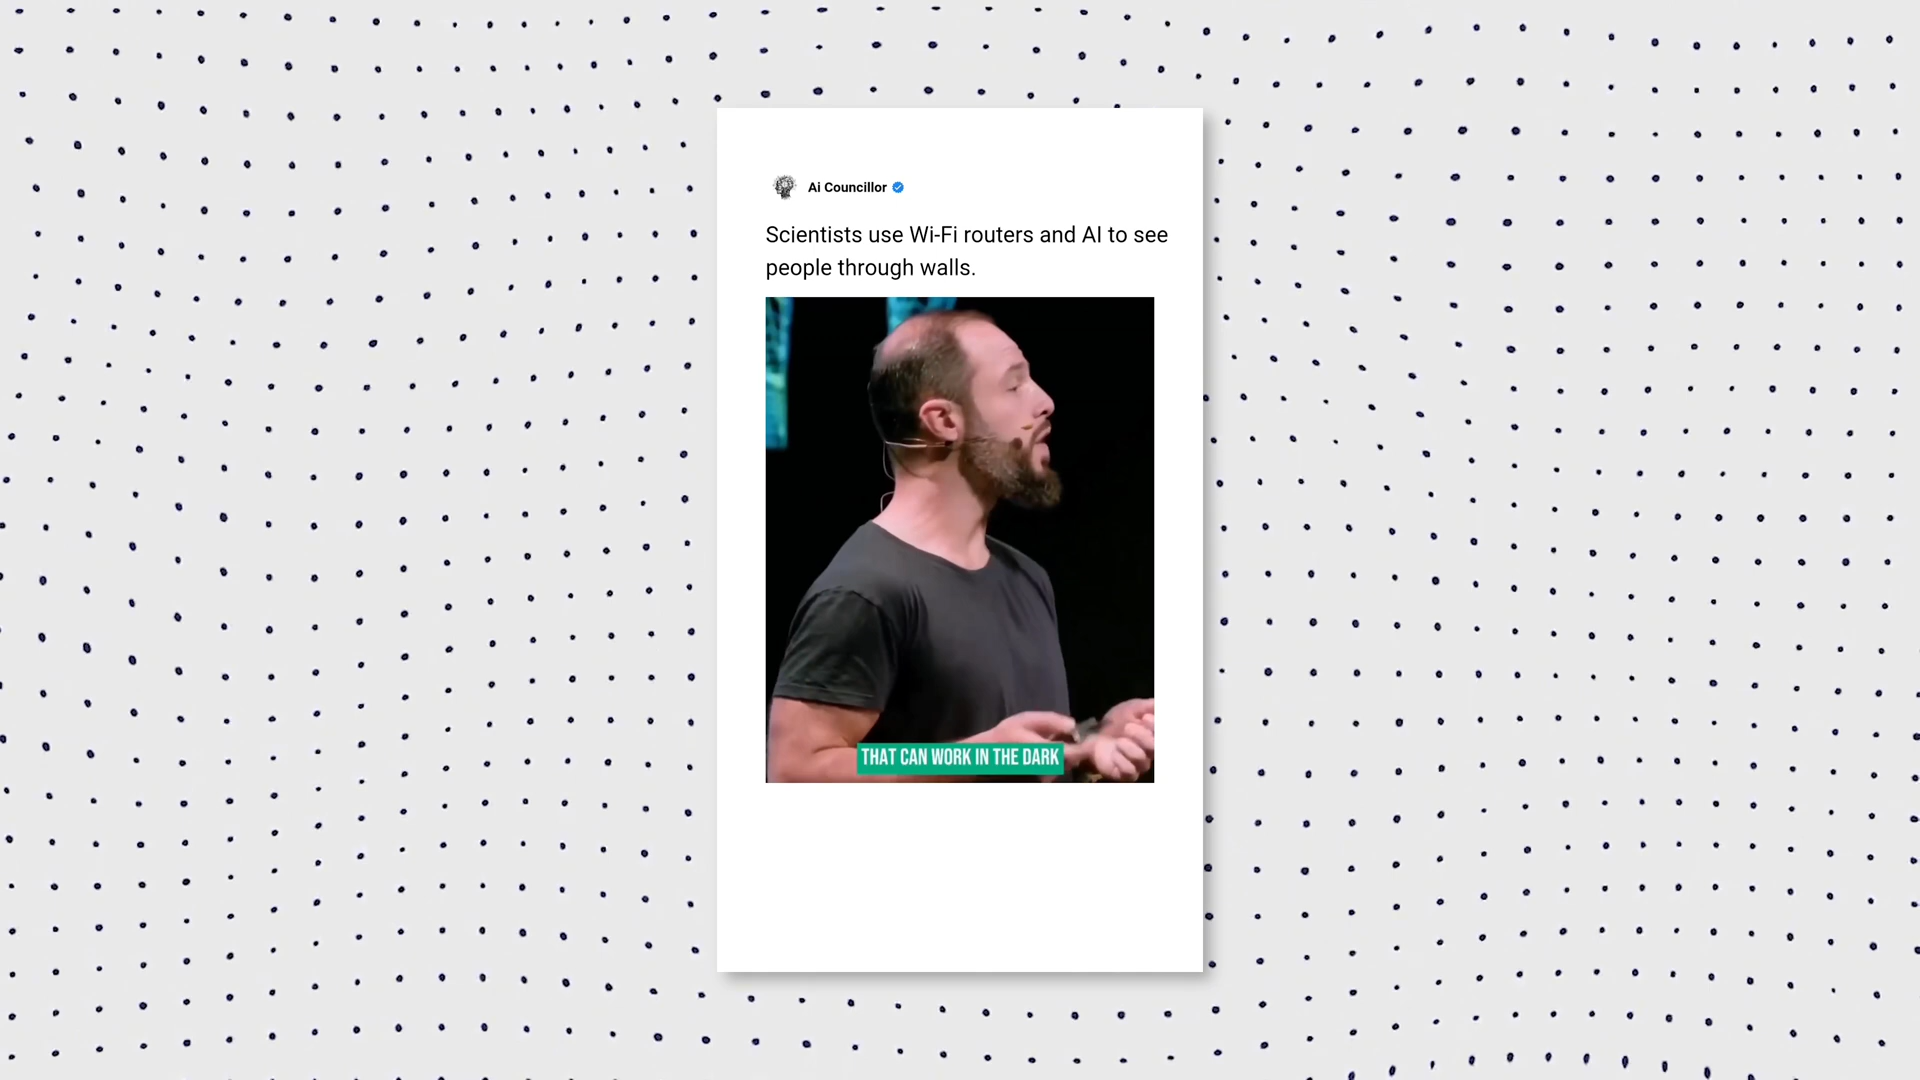 Ai Councillor
Scientists use Wi-Fi routers and AI to see
people through walls.
THAT CAN WORK IN THE DARK